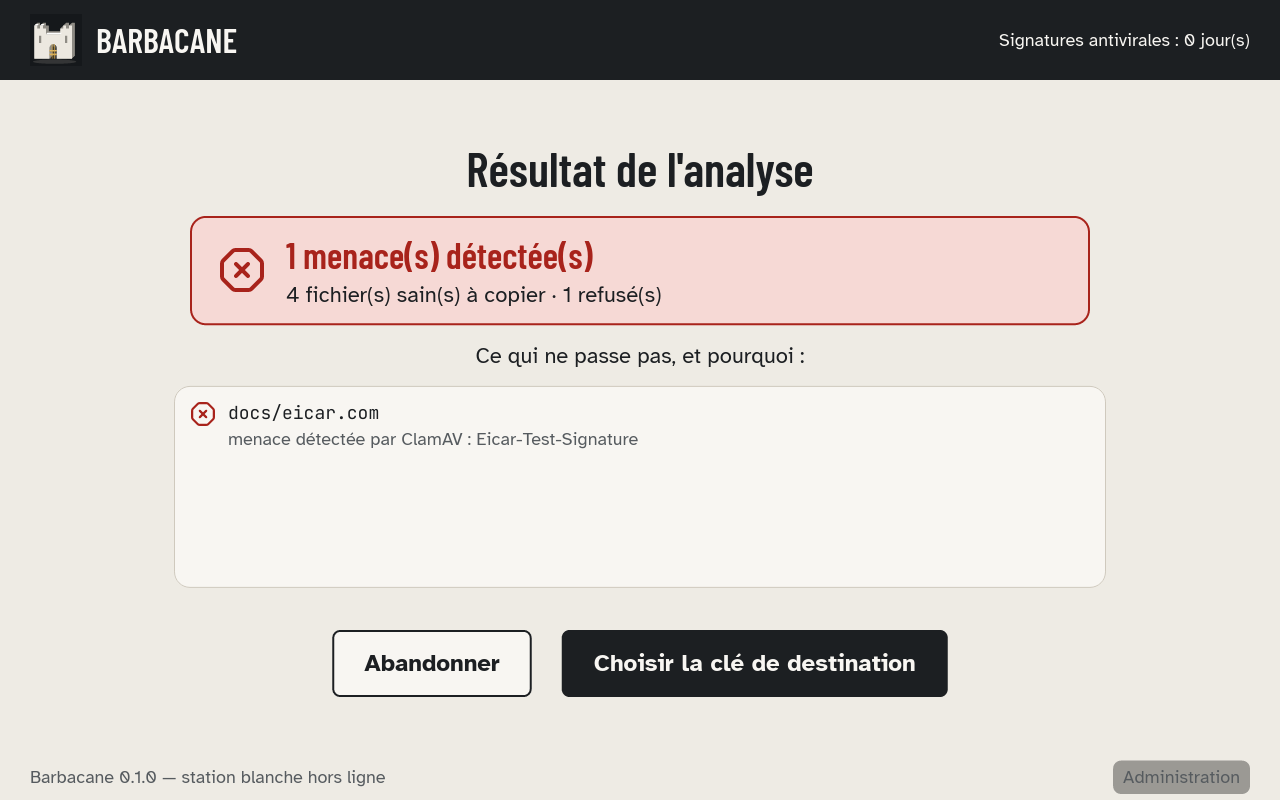 BARBACANE
Signatures antivirales : 0 jour(s)
Résultat de l'analyse
1 menace(s) détectée(s)
4 fichier(s) sain(s) à copier · 1 refusé(s)
Ce qui ne passe pas, et pourquoi :
docs/eicar.com
menace détectée par ClamAV : Eicar-Test-Signature
Abandonner
Choisir la clé de destination
Barbacane 0.1.0 — station blanche hors ligne
Administration